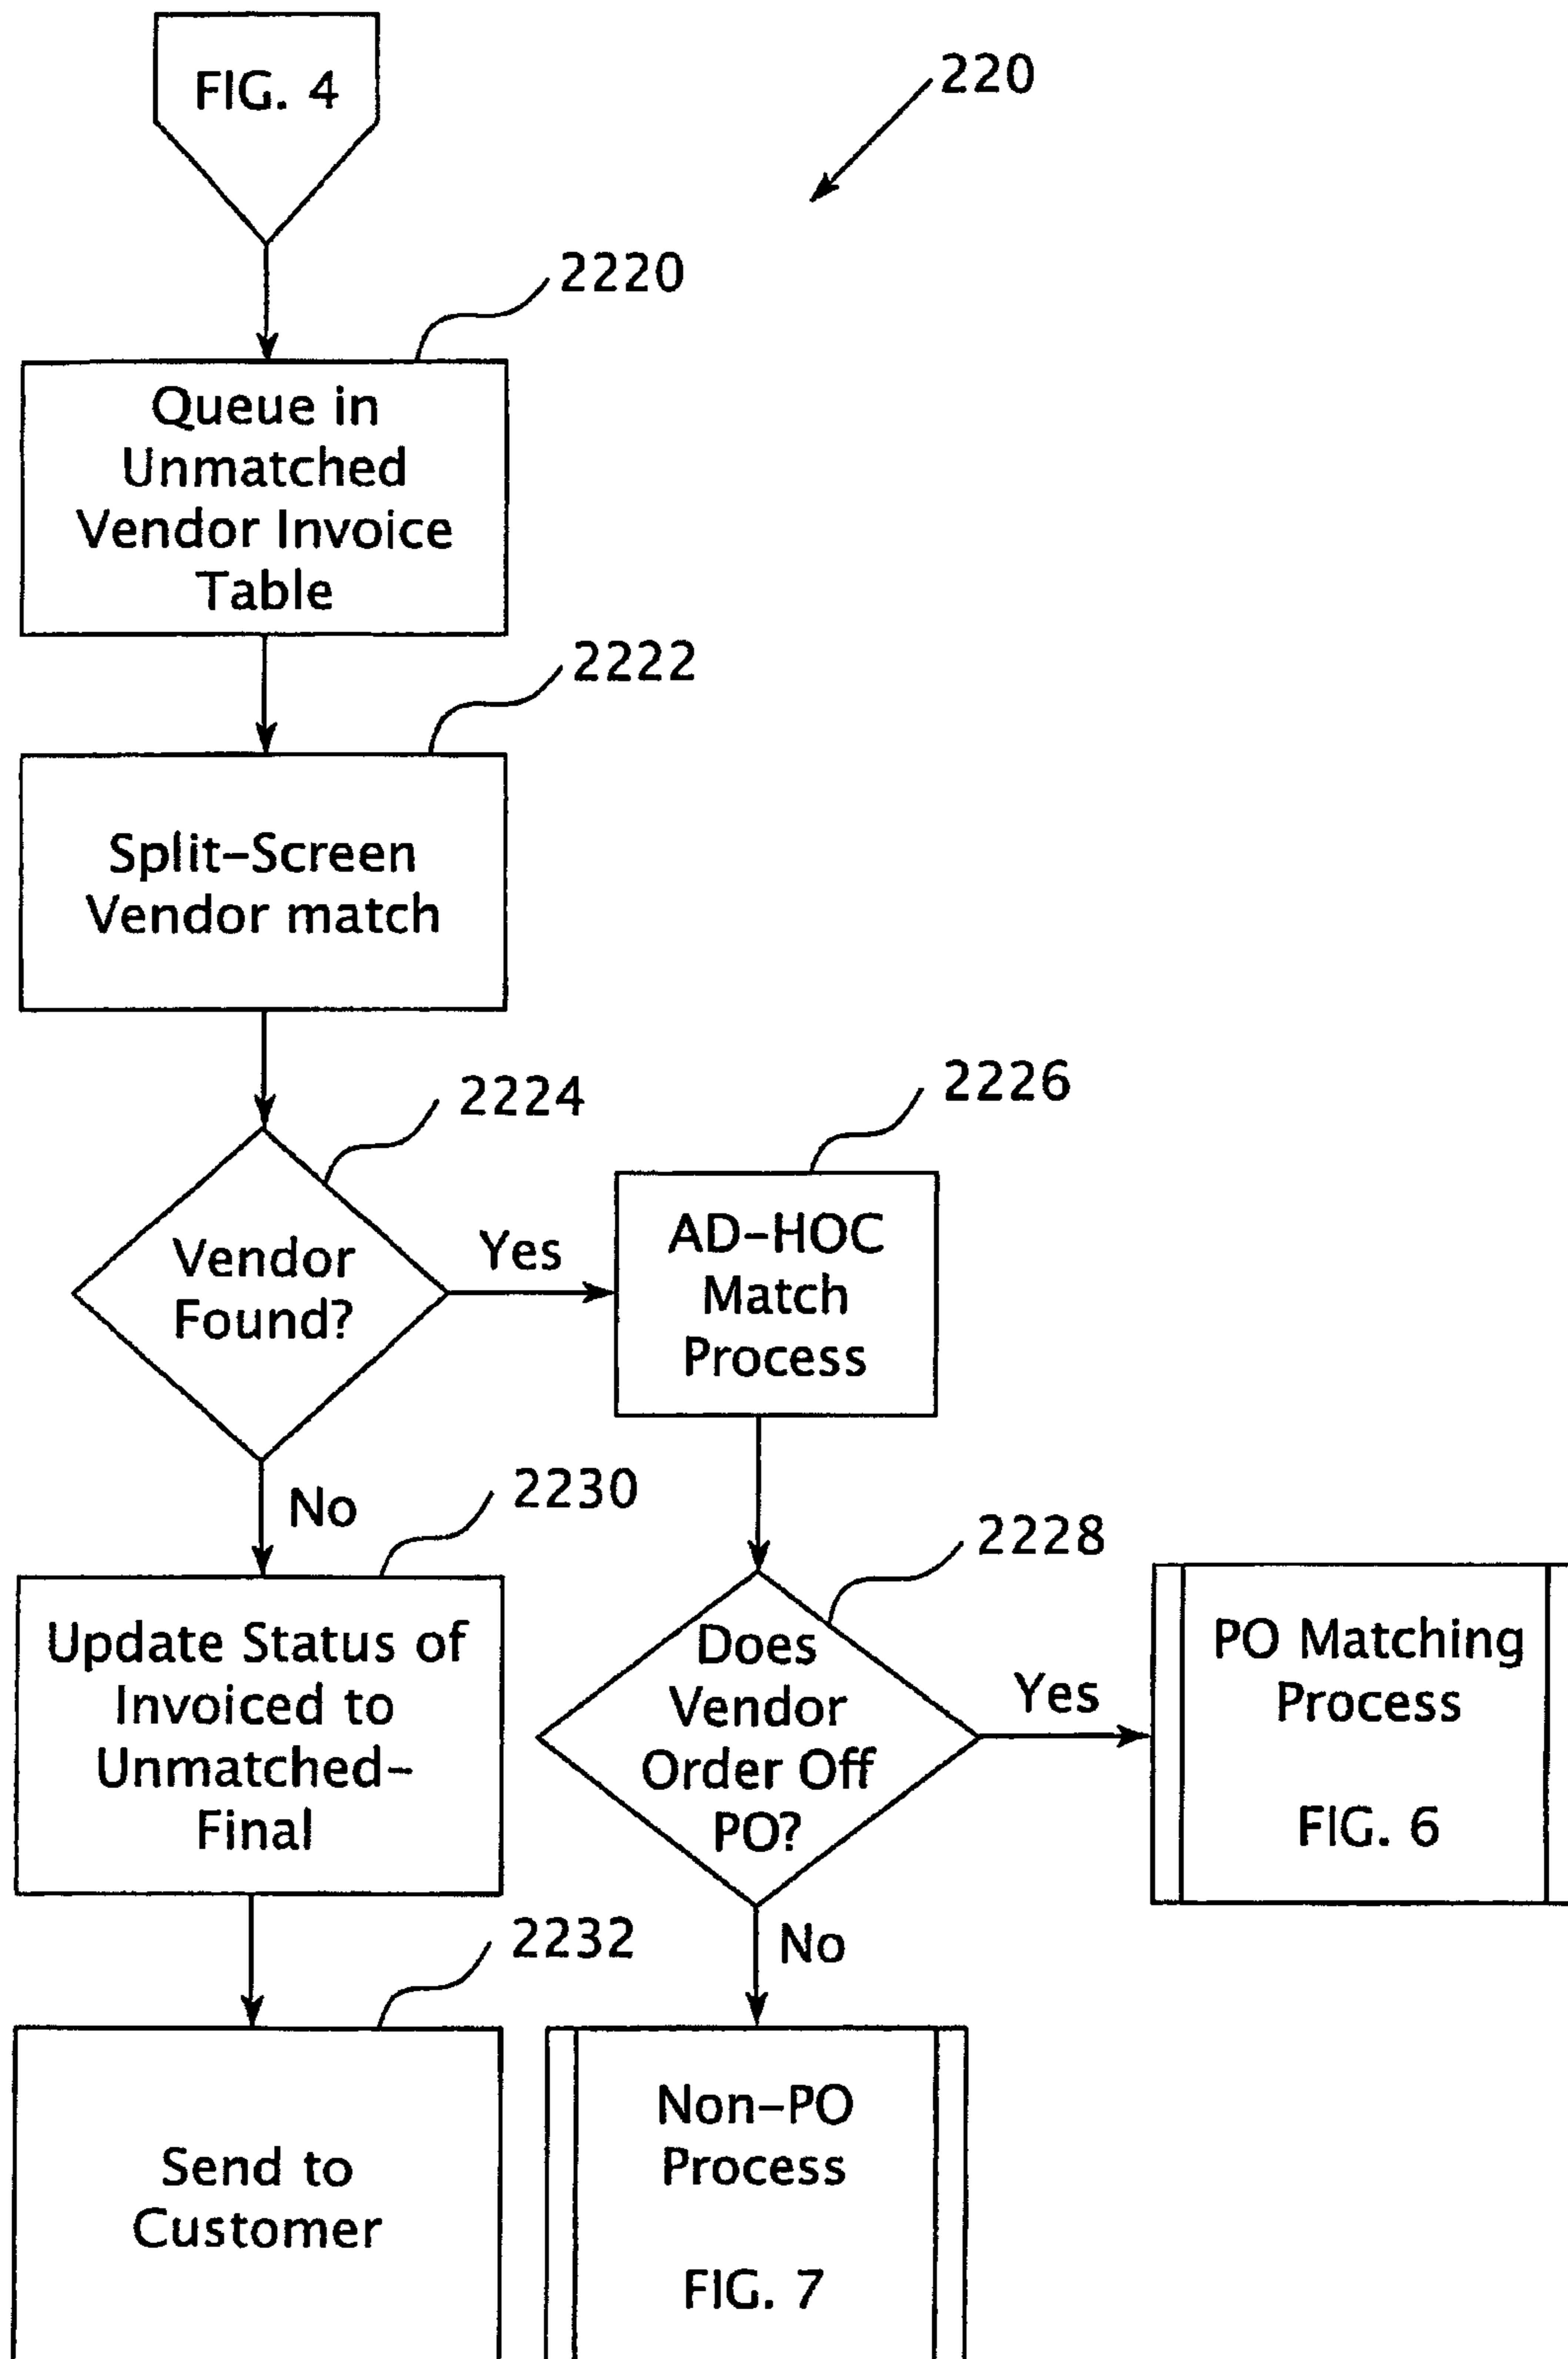 FIG. 4
220
2220
Queue in
Unmatched
Vendor Invoice
Table
2222
Split-Screen
Vendor match
2224
Vendor
Found?
Yes
2226
AD-HOC
Match
Process
No
2230
Update Status of
Invoiced to
Unmatched-
Final
2228
Does
Vendor
Order Off
PO?
Yes
PO Matching
Process
FIG. 6
No
2232
Send to
Customer
Non-PO
Process
FIG. 7